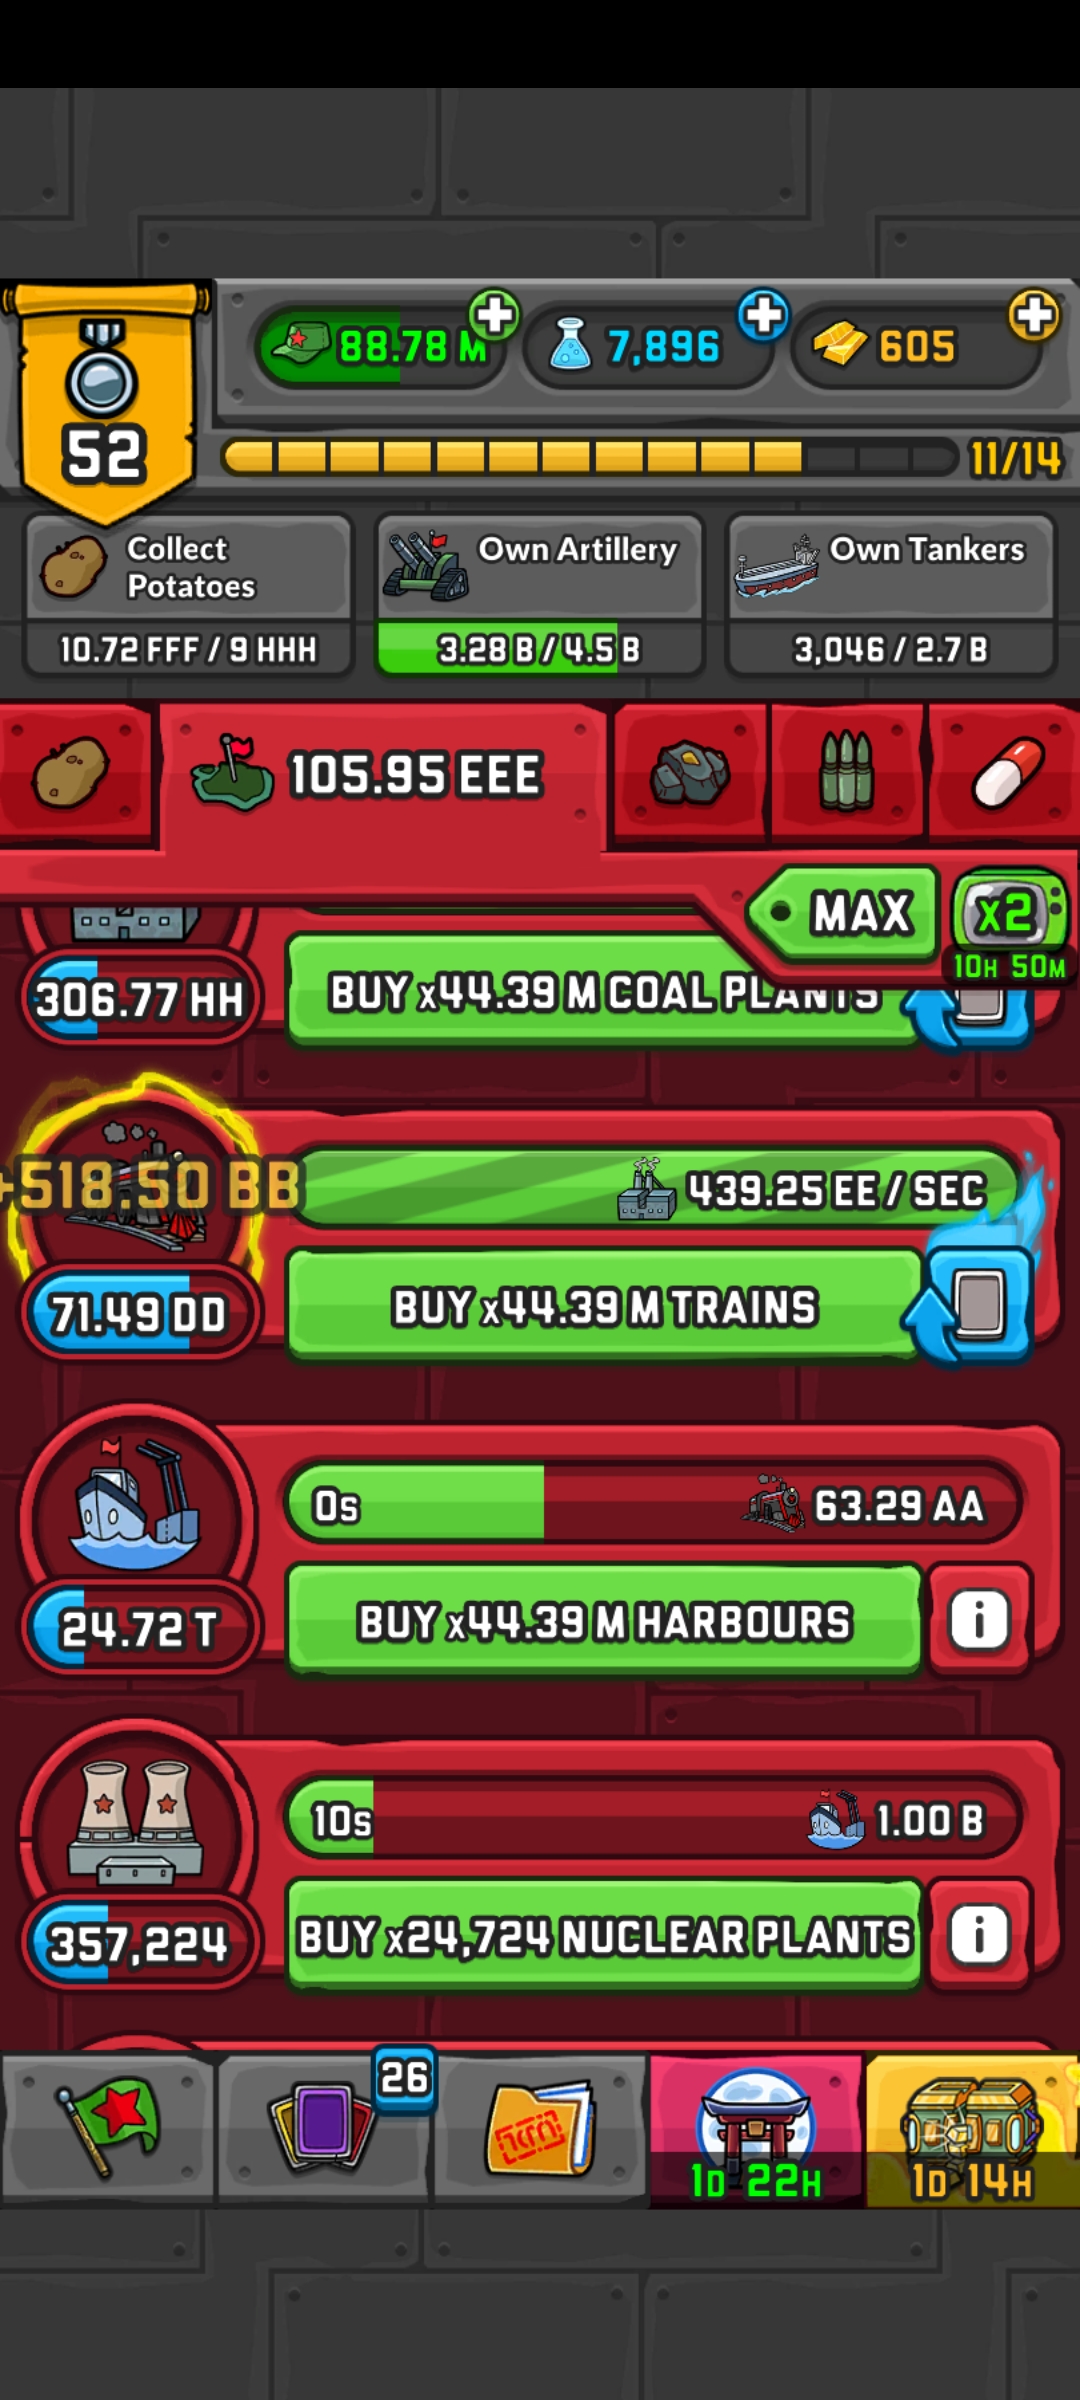 88.78 M
7,896
605
52
11/14
Collect
Potatoes
10.72 FFF / 9 HHH
Own Artillery
3.28 B / 4.5 B
Own Tankers
3,046 / 2.7 B
105.95 EEE
MAX
x2
10H 50M
306.77 HH
BUY x44.39 M COAL PLANTS
+518.50 BB
439.25 EE / SEC
71.49 DD
BUY x44.39 M TRAINS
0s
63.29 AA
24.72 T
BUY x44.39 M HARBOURS
i
10s
1.00 B
357,224
BUY x24,724 NUCLEAR PLANTS
i
26
1D 22H
1D 14H